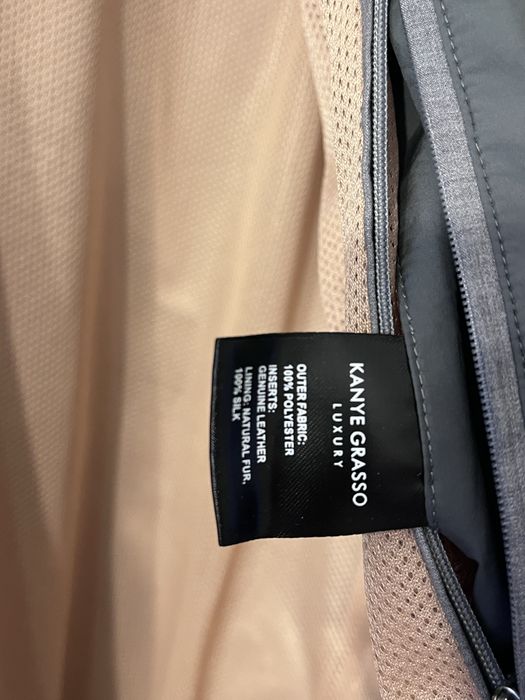 KANYE GRASSO
LUXURY
OUTER FABRIC:
100% POLYESTER
INSERTS:
GENUINE LEATHER
LINING: NATURAL FUR,
100% SILK